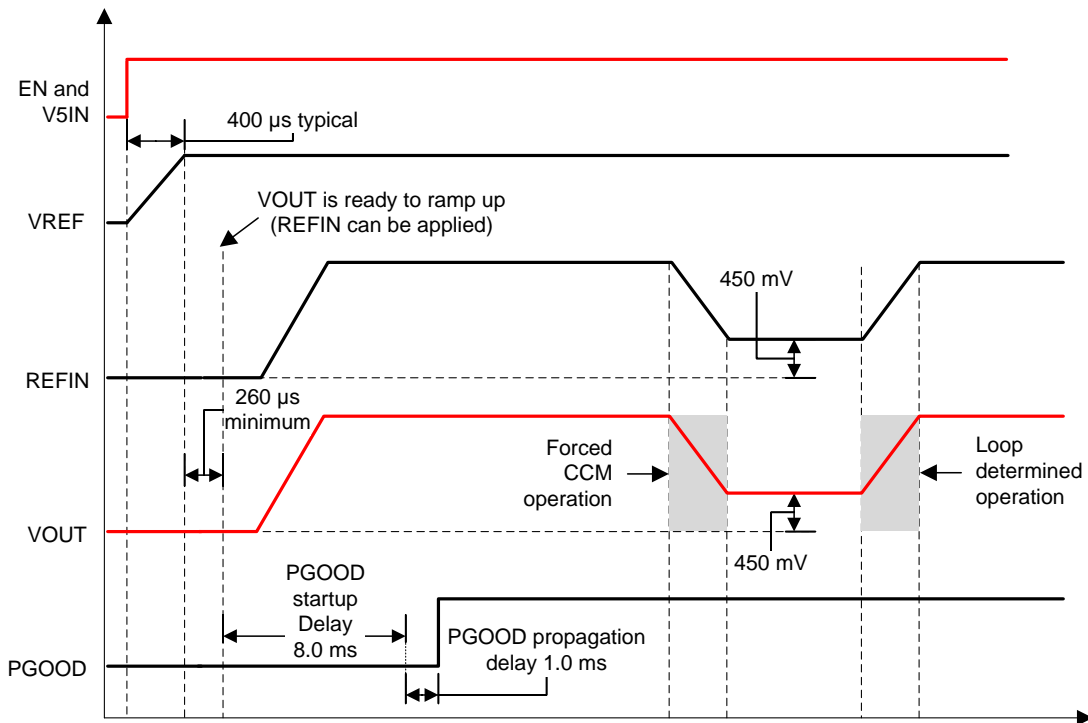 EN and
V5IN
400 µs typical
VREF
VOUT is ready to ramp up
(REFIN can be applied)
450 mV
REFIN
260 µs
minimum
Forced
CCM
operation
Loop
determined
operation
VOUT
450 mV
PGOOD
startup
Delay
8.0 ms
PGOOD propagation
delay 1.0 ms
PGOOD